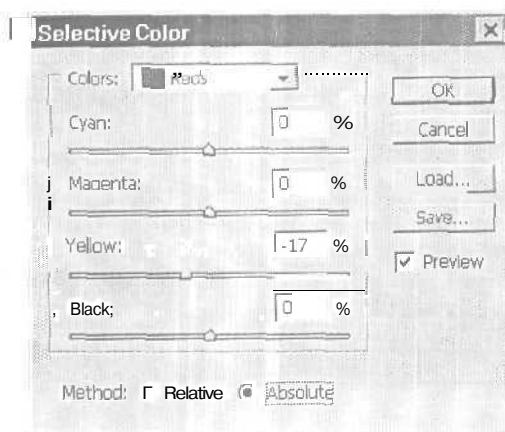 Selective Color
Colors: Reds
Cyan: 0 %
Magenta: 0 %
Yellow: -17 %
Black; 0 %
Method: Relative Absolute
OK
Cancel
Load...
Save...
Preview